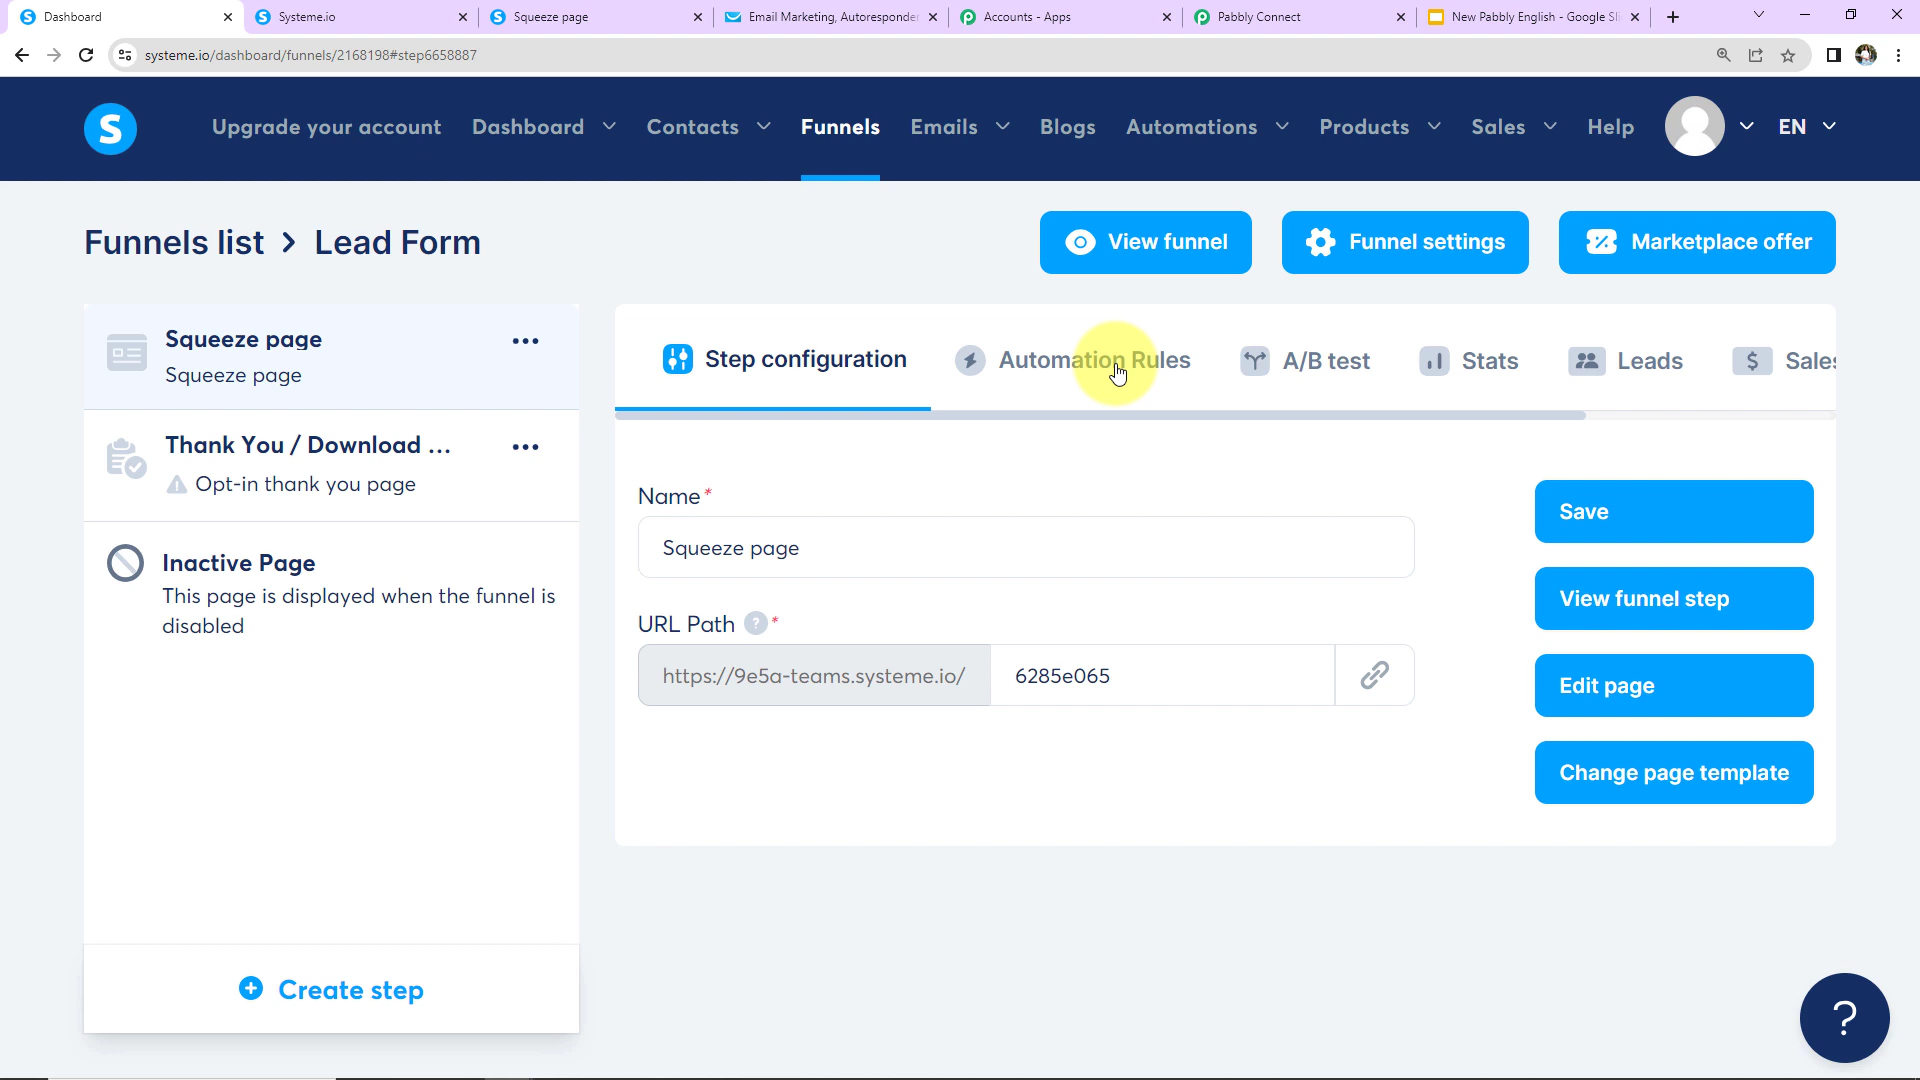 Dashboard
Systeme.io
Squeeze page
Email Marketing, Autoresponder
Accounts - Apps
Pabbly Connect
New Pabbly English - Google Sli
systeme.io/dashboard/funnels/2168198#step6658887
S
Upgrade your account
Dashboard
Contacts
Funnels
Emails
Blogs
Automations
Products
Sales
Help
EN
Funnels list > Lead Form
View funnel
Funnel settings
Marketplace offer
Squeeze page
Squeeze page
Thank You / Download ...
Opt-in thank you page
Inactive Page
This page is displayed when the funnel is
disabled
Create step
Step configuration
Automation Rules
A/B test
Stats
Leads
Sales
Name*
Squeeze page
URL Path ? *
https://9e5a-teams.systeme.io/
6285e065
Save
View funnel step
Edit page
Change page template
?